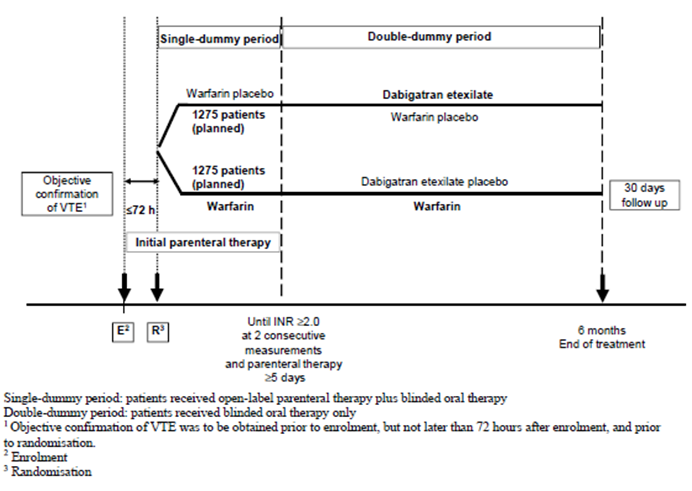 Single-dummy period
Double-dummy period
Warfarin placebo
Dabigatran etexilate
1275 patients
(planned)
Warfarin placebo
Objective
confirmation
of VTE1
1275 patients
(planned)
Dabigatran etexilate placebo
30 days
follow up
≤72 h
Warfarin
Warfarin
Initial parenteral therapy
E2
R3
Until INR ≥2.0
at 2 consecutive
measurements
and parenteral therapy
≥5 days
6 months
End of treatment
Single-dummy period: patients received open-label parenteral therapy plus blinded oral therapy
Double-dummy period: patients received blinded oral therapy only
1 Objective confirmation of VTE was to be obtained prior to enrolment, but not later than 72 hours after enrolment, and prior
to randomisation.
2 Enrolment
3 Randomisation